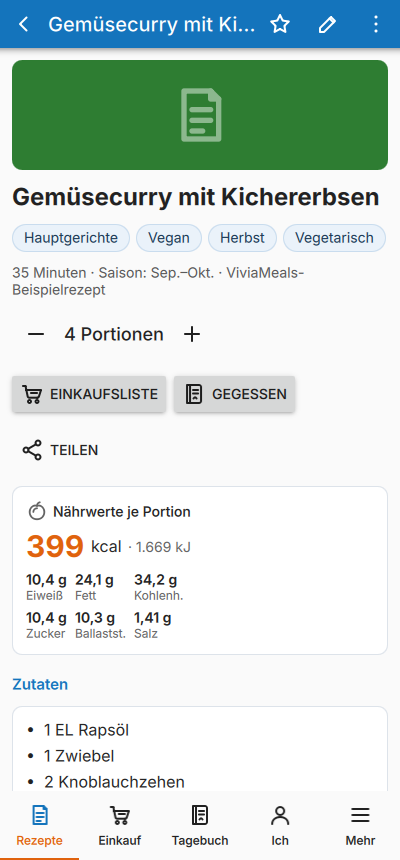 Gemüsecurry mit Ki...
Gemüsecurry mit Kichererbsen
Hauptgerichte Vegan Herbst Vegetarisch
35 Minuten · Saison: Sep.–Okt. · ViviaMeals-
Beispielrezept
4 Portionen
EINKAUFSLISTE GEGESSEN
TEILEN
Nährwerte je Portion
399 kcal · 1.669 kJ
10,4 g 24,1 g 34,2 g
Eiweiß Fett Kohlenh.
10,4 g 10,3 g 1,41 g
Zucker Ballastst. Salz
Zutaten
• 1 EL Rapsöl
• 1 Zwiebel
• 2 Knoblauchzehen
Rezepte Einkauf Tagebuch Ich Mehr